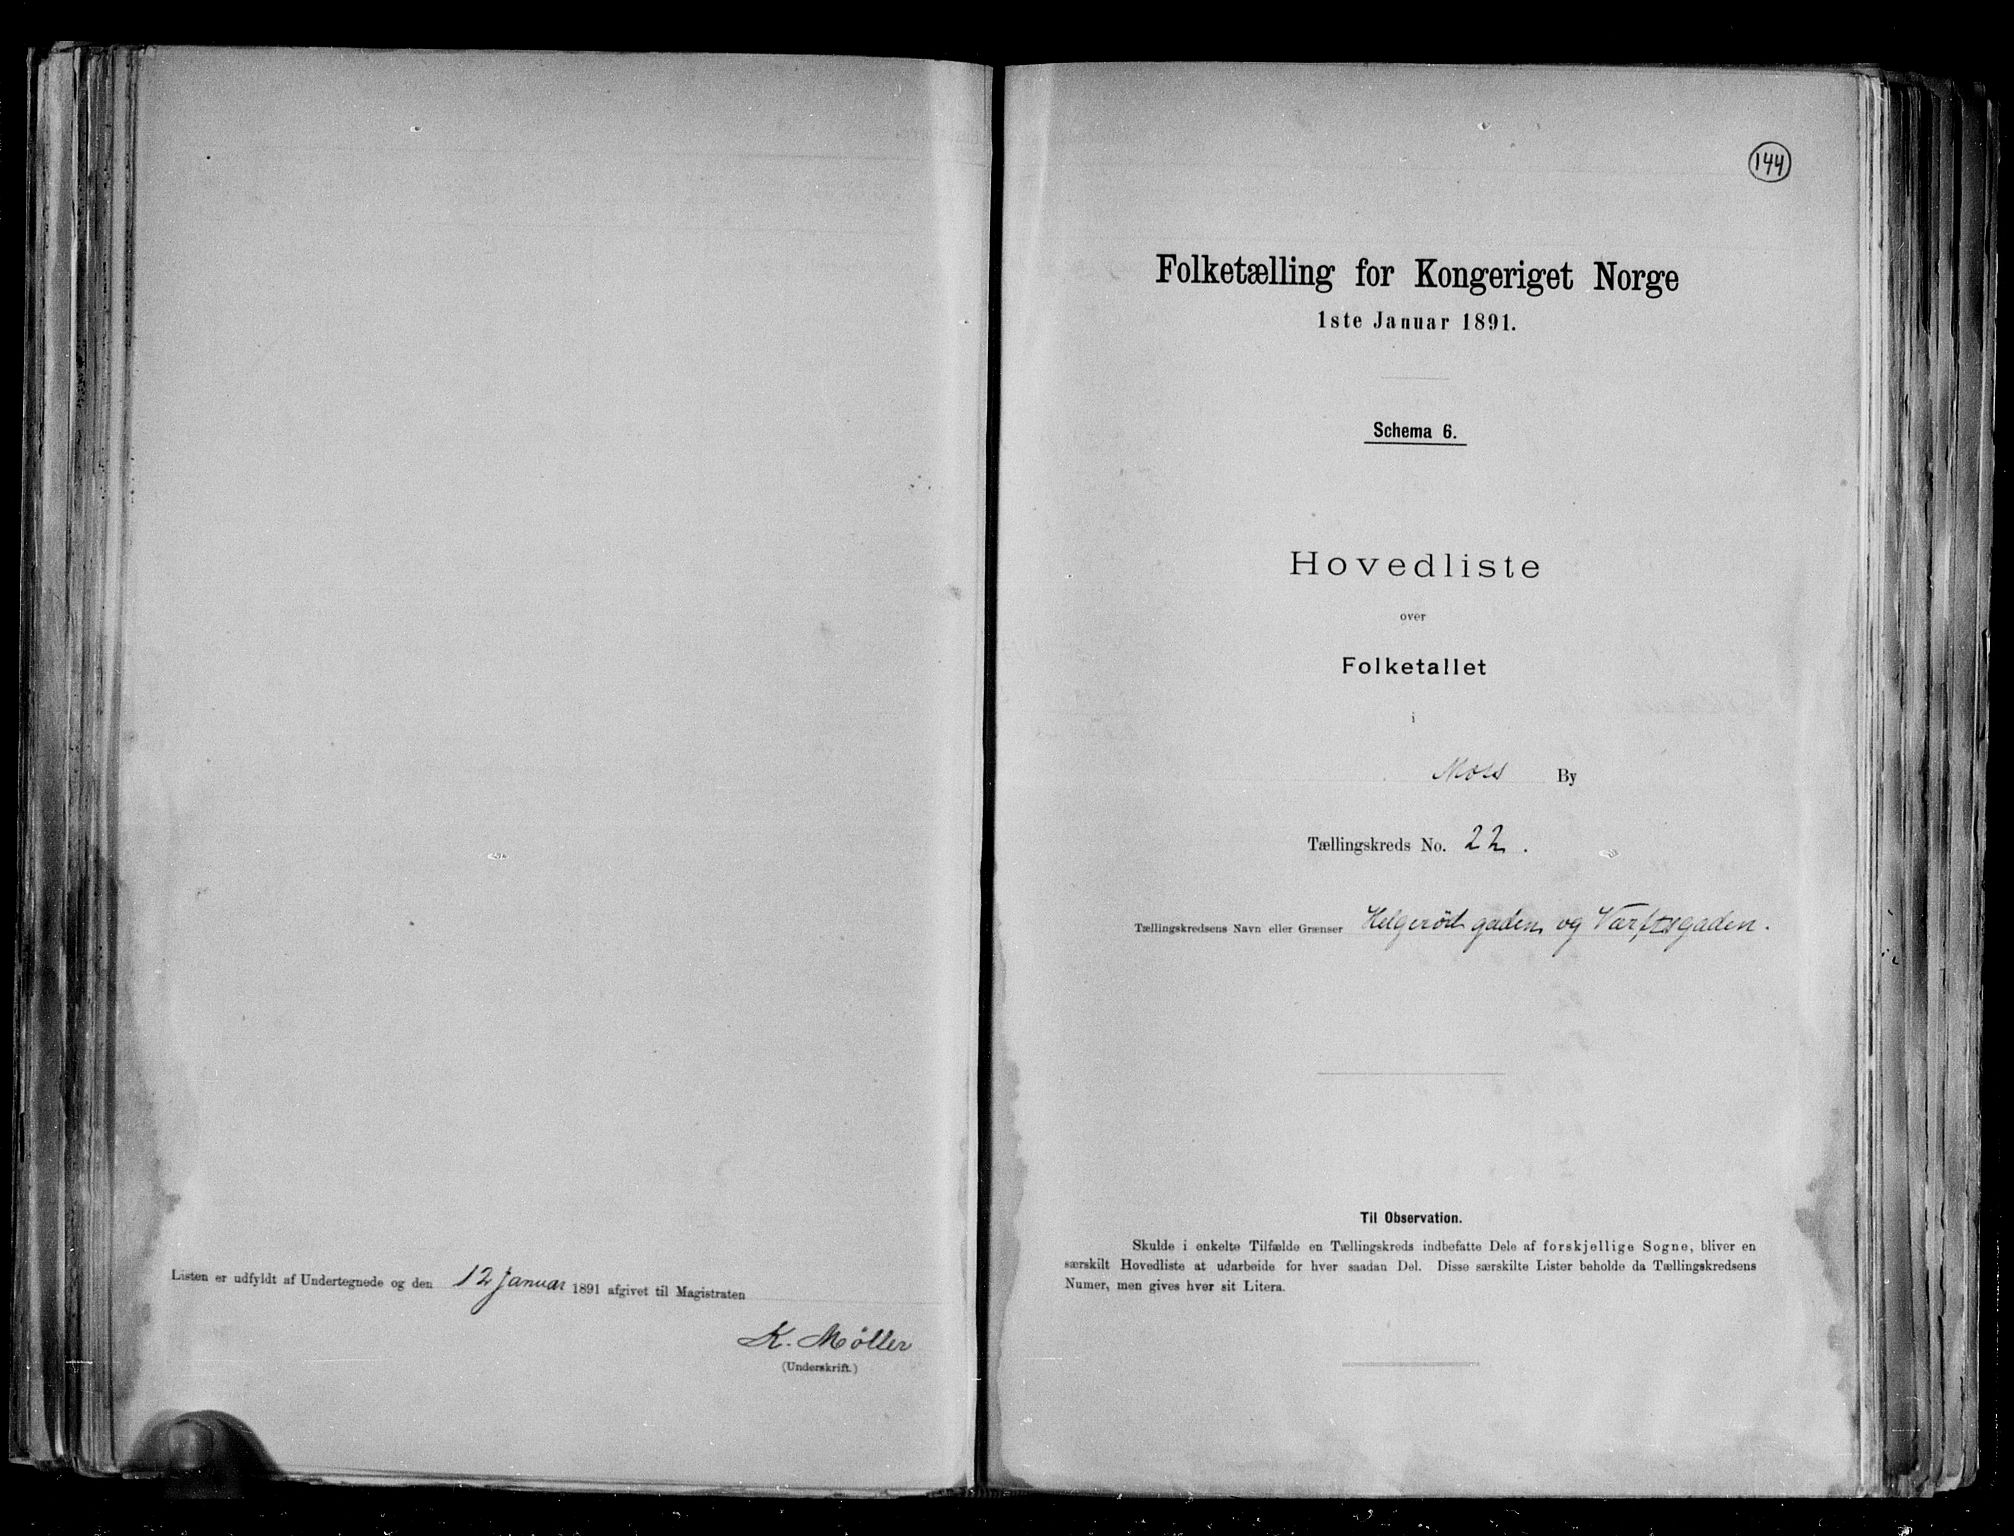 Listen er udfyldt af Undertegnede og den 12 Januar 1891 afgivet til Magistraten
K. Möller
(Underskrift.)
144
Folketælling for Kongeriget Norge
1ste Januar 1891.
Schema 6.
Hovedliste
over
Folketallet
i
Moss By
Tællingskreds No. 22.
Tællingskredsens Navn eller Grænser Helgerödgaden og Værftsgaden.
Til Observation.
Skulde i enkelte Tilfælde en Tællingskreds indbefatte Dele af forskjellige Sogne, bliver en
særskilt Hovedliste at udarbeide for hver saadan Del. Disse særskilte Lister beholde da Tællingskredsens
Numer, men gives hver sit Litera.